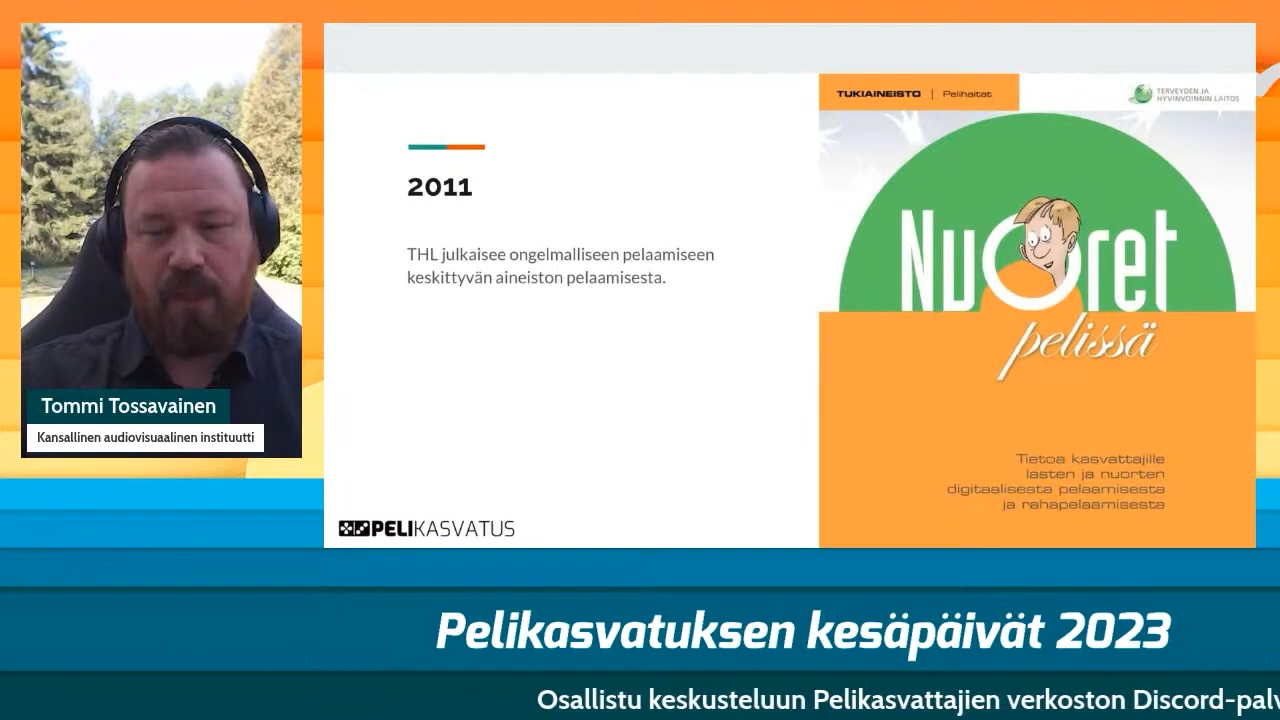 Tommi Tossavainen
Kansallinen audiovisuaalinen instituutti
2011
THL julkaisee ongelmalliseen pelaamiseen
keskittyvän aineiston pelaamisesta.
PELIKASVATUS
TUKIAINEISTO | Pelihaitat
TERVEYDEN JA
HYVINVOINNIN LAITOS
Nuoret
pelissä
Tietoa kasvattajille
lasten ja nuorten
digitaalisesta pelaamisesta
ja rahapelaamisesta
Pelikasvatuksen kesäpäivät 2023
Osallistu keskusteluun Pelikasvattajien verkoston Discord-palv